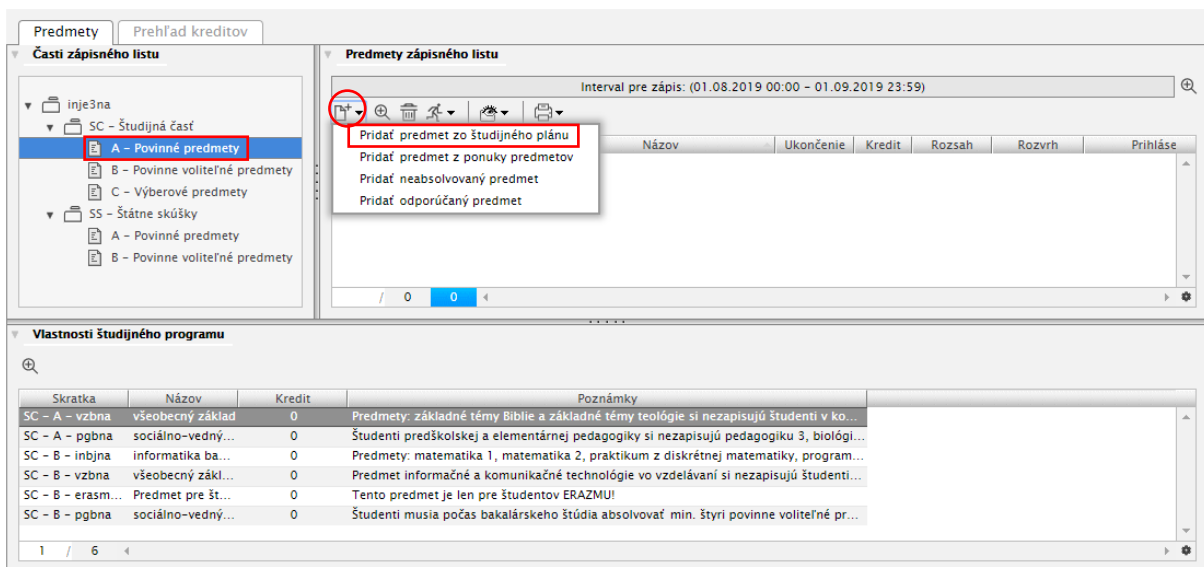 Predmety Prehľad kreditov
Časti zápisného listu
inje3na
SC – Študijná časť
A – Povinné predmety
B – Povinne voliteľné predmety
C – Výberové predmety
SS – Štátne skúšky
A – Povinné predmety
B – Povinne voliteľné predmety
Predmety zápisného listu
Interval pre zápis: (01.08.2019 00:00 – 01.09.2019 23:59)
Pridať predmet zo študijného plánu
Pridať predmet z ponuky predmetov
Pridať neabsolvovaný predmet
Pridať odporúčaný predmet
Názov Ukončenie Kredit Rozsah Rozvrh Prihláse
/ 0 0
Vlastnosti študijného programu
Skratka Názov Kredit Poznámky
SC – A – vzbna všeobecný základ 0 Predmety: základné témy Biblie a základné témy teológie si nezapisujú študenti v ko...
SC – A – pgbna sociálno-vedný... 0 Študenti predškolskej a elementárnej pedagogiky si nezapisujú pedagogiku 3, biológi...
SC – B – inbjna informatika ba... 0 Predmety: matematika 1, matematika 2, praktikum z diskrétnej matematiky, program...
SC – B – vzbna všeobecný zákl... 0 Predmet informačné a komunikačné technológie vo vzdelávaní si nezapisujú študenti...
SC – B – erasm... Predmet pre št... 0 Tento predmet je len pre študentov ERAZMU!
SC – B – pgbna sociálno-vedný... 0 Študenti musia počas bakalárskeho štúdia absolvovať min. štyri povinne voliteľné pr...
1 / 6